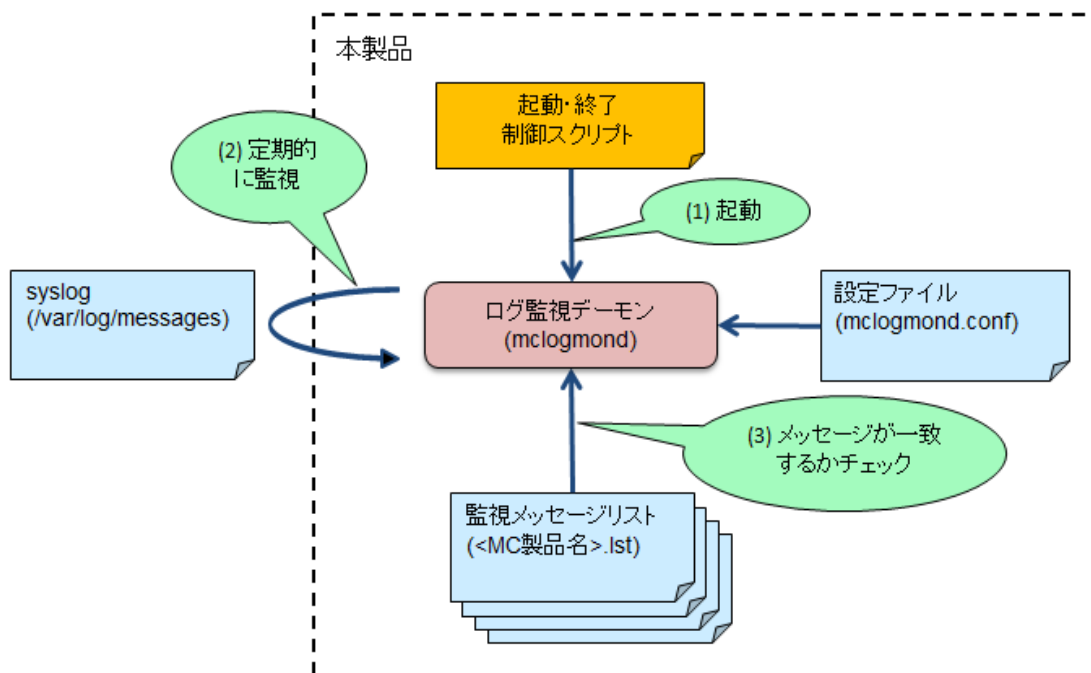 本製品
起動・終了
制御スクリプト
(2) 定期的
に監視
(1) 起動
syslog
(/var/log/messages)
ログ監視デーモン
(mclogmond)
設定ファイル
(mclogmond.conf)
(3) メッセージが一致
するかチェック
監視メッセージリスト
(<MC製品名>.lst)